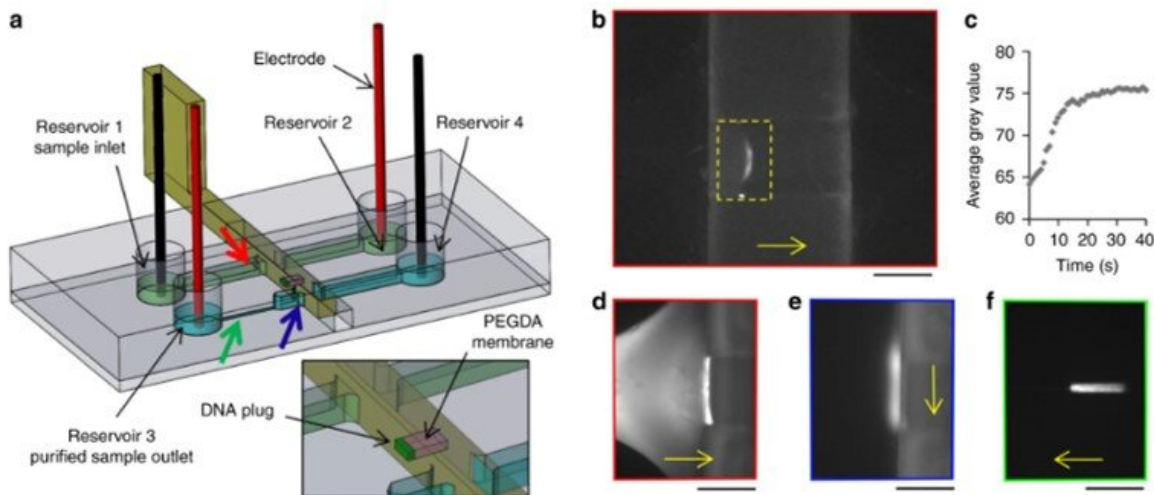 a
Electrode
Reservoir 1
sample inlet
Reservoir 2
Reservoir 4
PEGDA
membrane
DNA plug
Reservoir 3
purified sample outlet
b
c
Average grey value
80
75
70
65
60
0 10 20 30 40
Time (s)
d
e
f